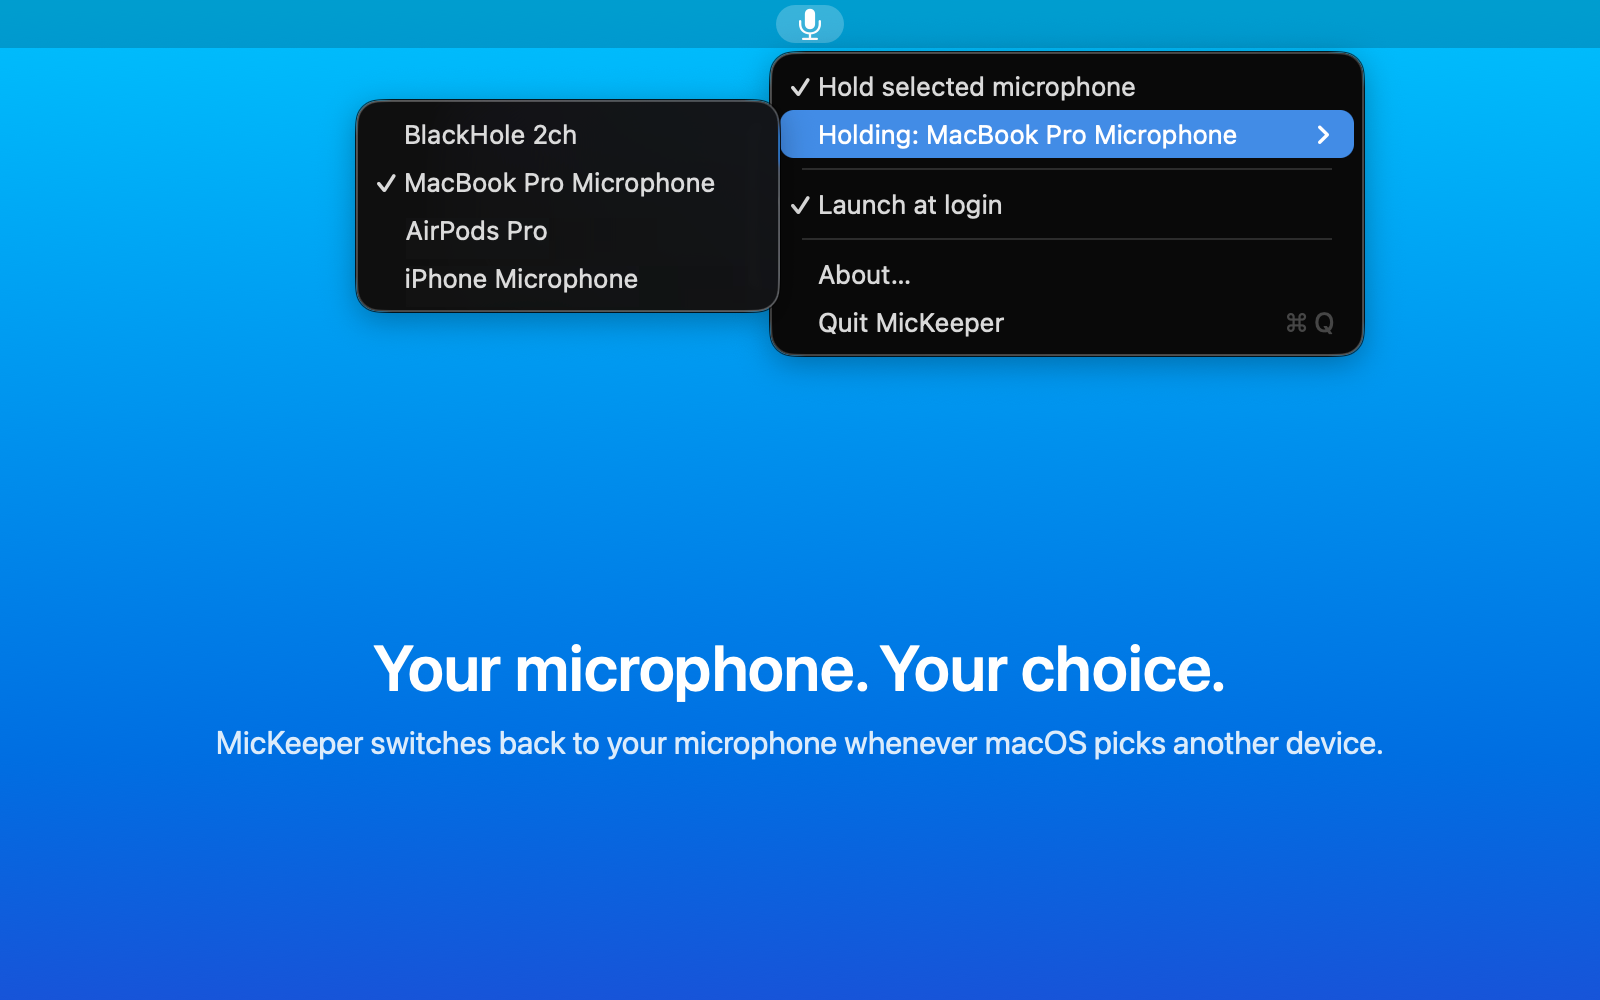 Hold selected microphone
Holding: MacBook Pro Microphone
Launch at login
About...
Quit MicKeeper ⌘ Q
BlackHole 2ch
MacBook Pro Microphone
AirPods Pro
iPhone Microphone
Your microphone. Your choice.
MicKeeper switches back to your microphone whenever macOS picks another device.